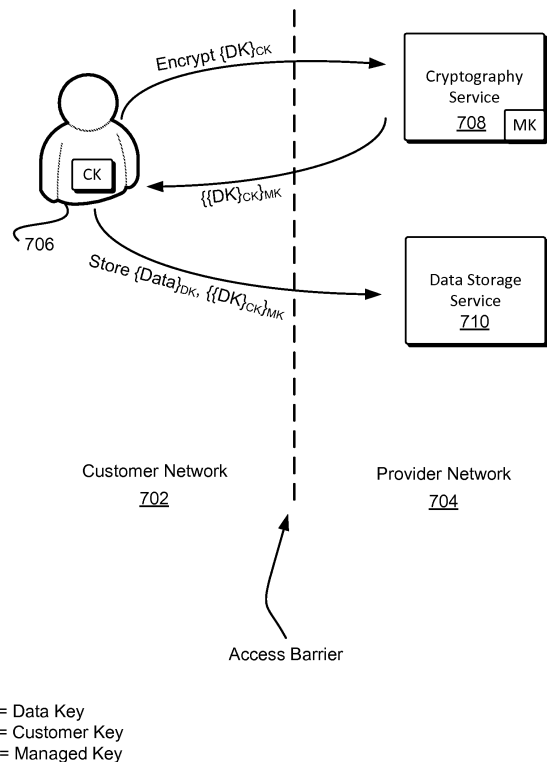 Encrypt {DK}CK
Cryptography
Service
708
MK
CK
{{DK}CK}MK
706
Store {Data}DK, {{DK}CK}MK
Data Storage
Service
710
Customer Network
702
Provider Network
704
Access Barrier
= Data Key
= Customer Key
= Managed Key